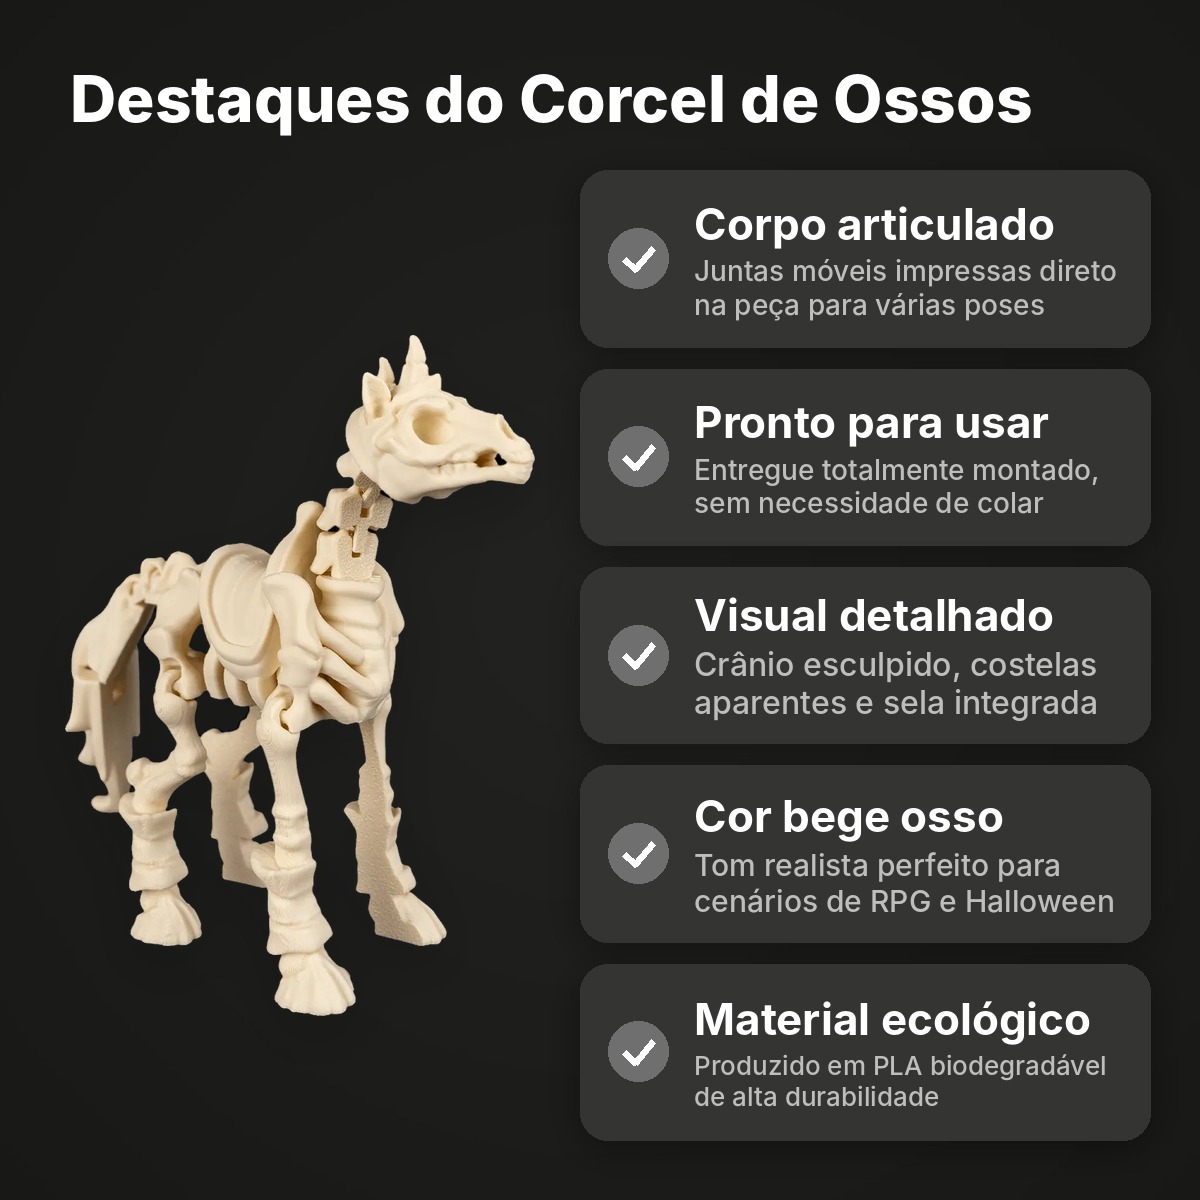 Destaques do Corcel de Ossos
Corpo articulado
Juntas móveis impressas direto
na peça para várias poses
Pronto para usar
Entregue totalmente montado,
sem necessidade de colar
Visual detalhado
Crânio esculpido, costelas
aparentes e sela integrada
Cor bege osso
Tom realista perfeito para
cenários de RPG e Halloween
Material ecológico
Produzido em PLA biodegradável
de alta durabilidade